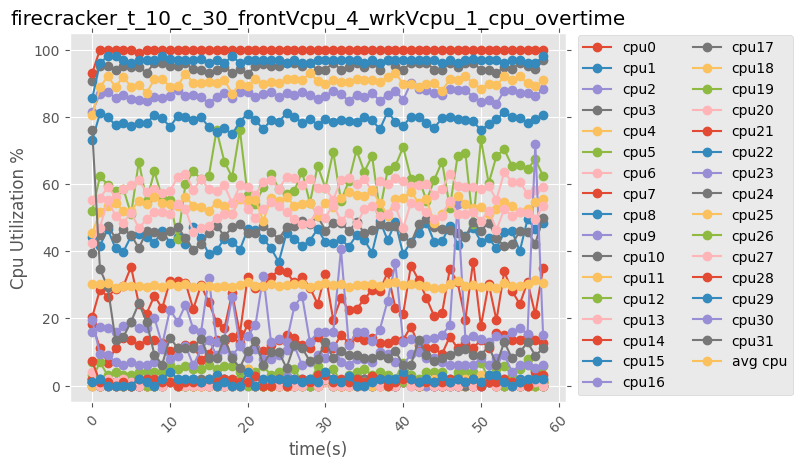 firecracker_t_10_c_30_frontVcpu_4_wrkVcpu_1_cpu_overtime
Cpu Utilization %
100
80
60
40
20
0
0
10
20
30
40
50
60
time(s)
cpu0
cpu1
cpu2
cpu3
cpu4
cpu5
cpu6
cpu7
cpu8
cpu9
cpu10
cpu11
cpu12
cpu13
cpu14
cpu15
cpu16
cpu17
cpu18
cpu19
cpu20
cpu21
cpu22
cpu23
cpu24
cpu25
cpu26
cpu27
cpu28
cpu29
cpu30
cpu31
avg cpu